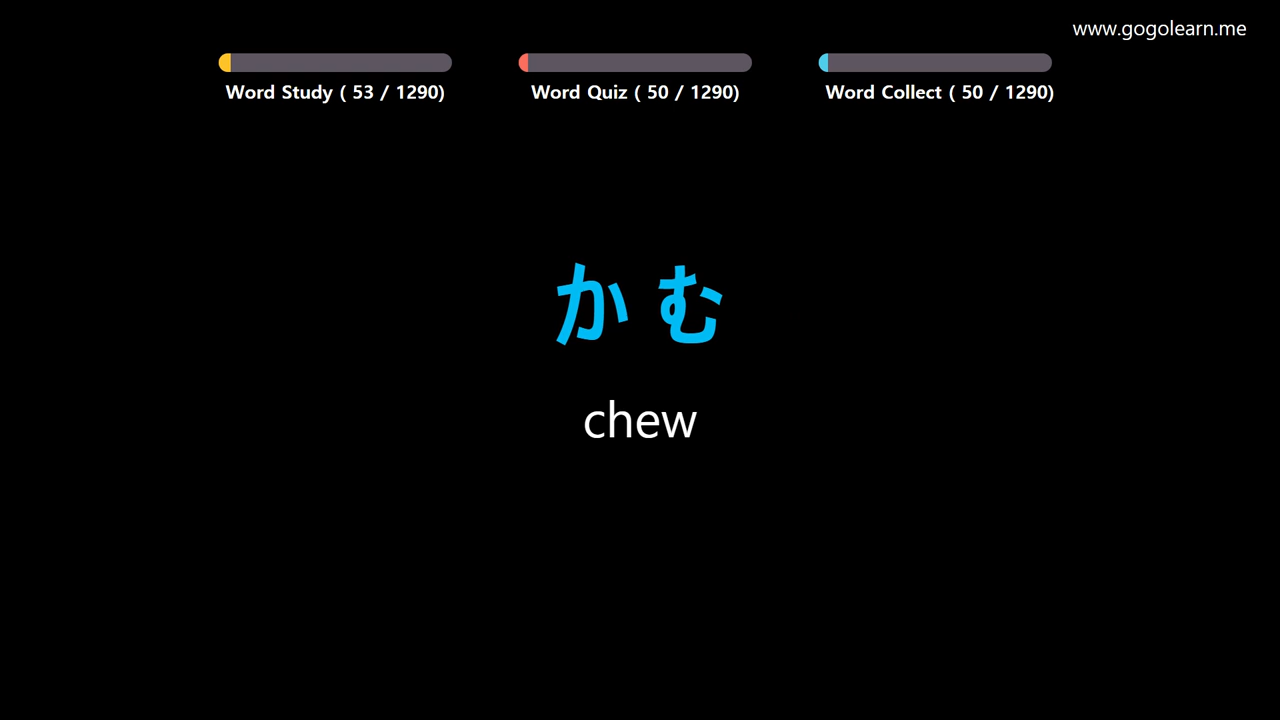 www.gogolearn.me
Word Study ( 53 / 1290)
Word Quiz ( 50 / 1290)
Word Collect ( 50 / 1290)
かむ
chew